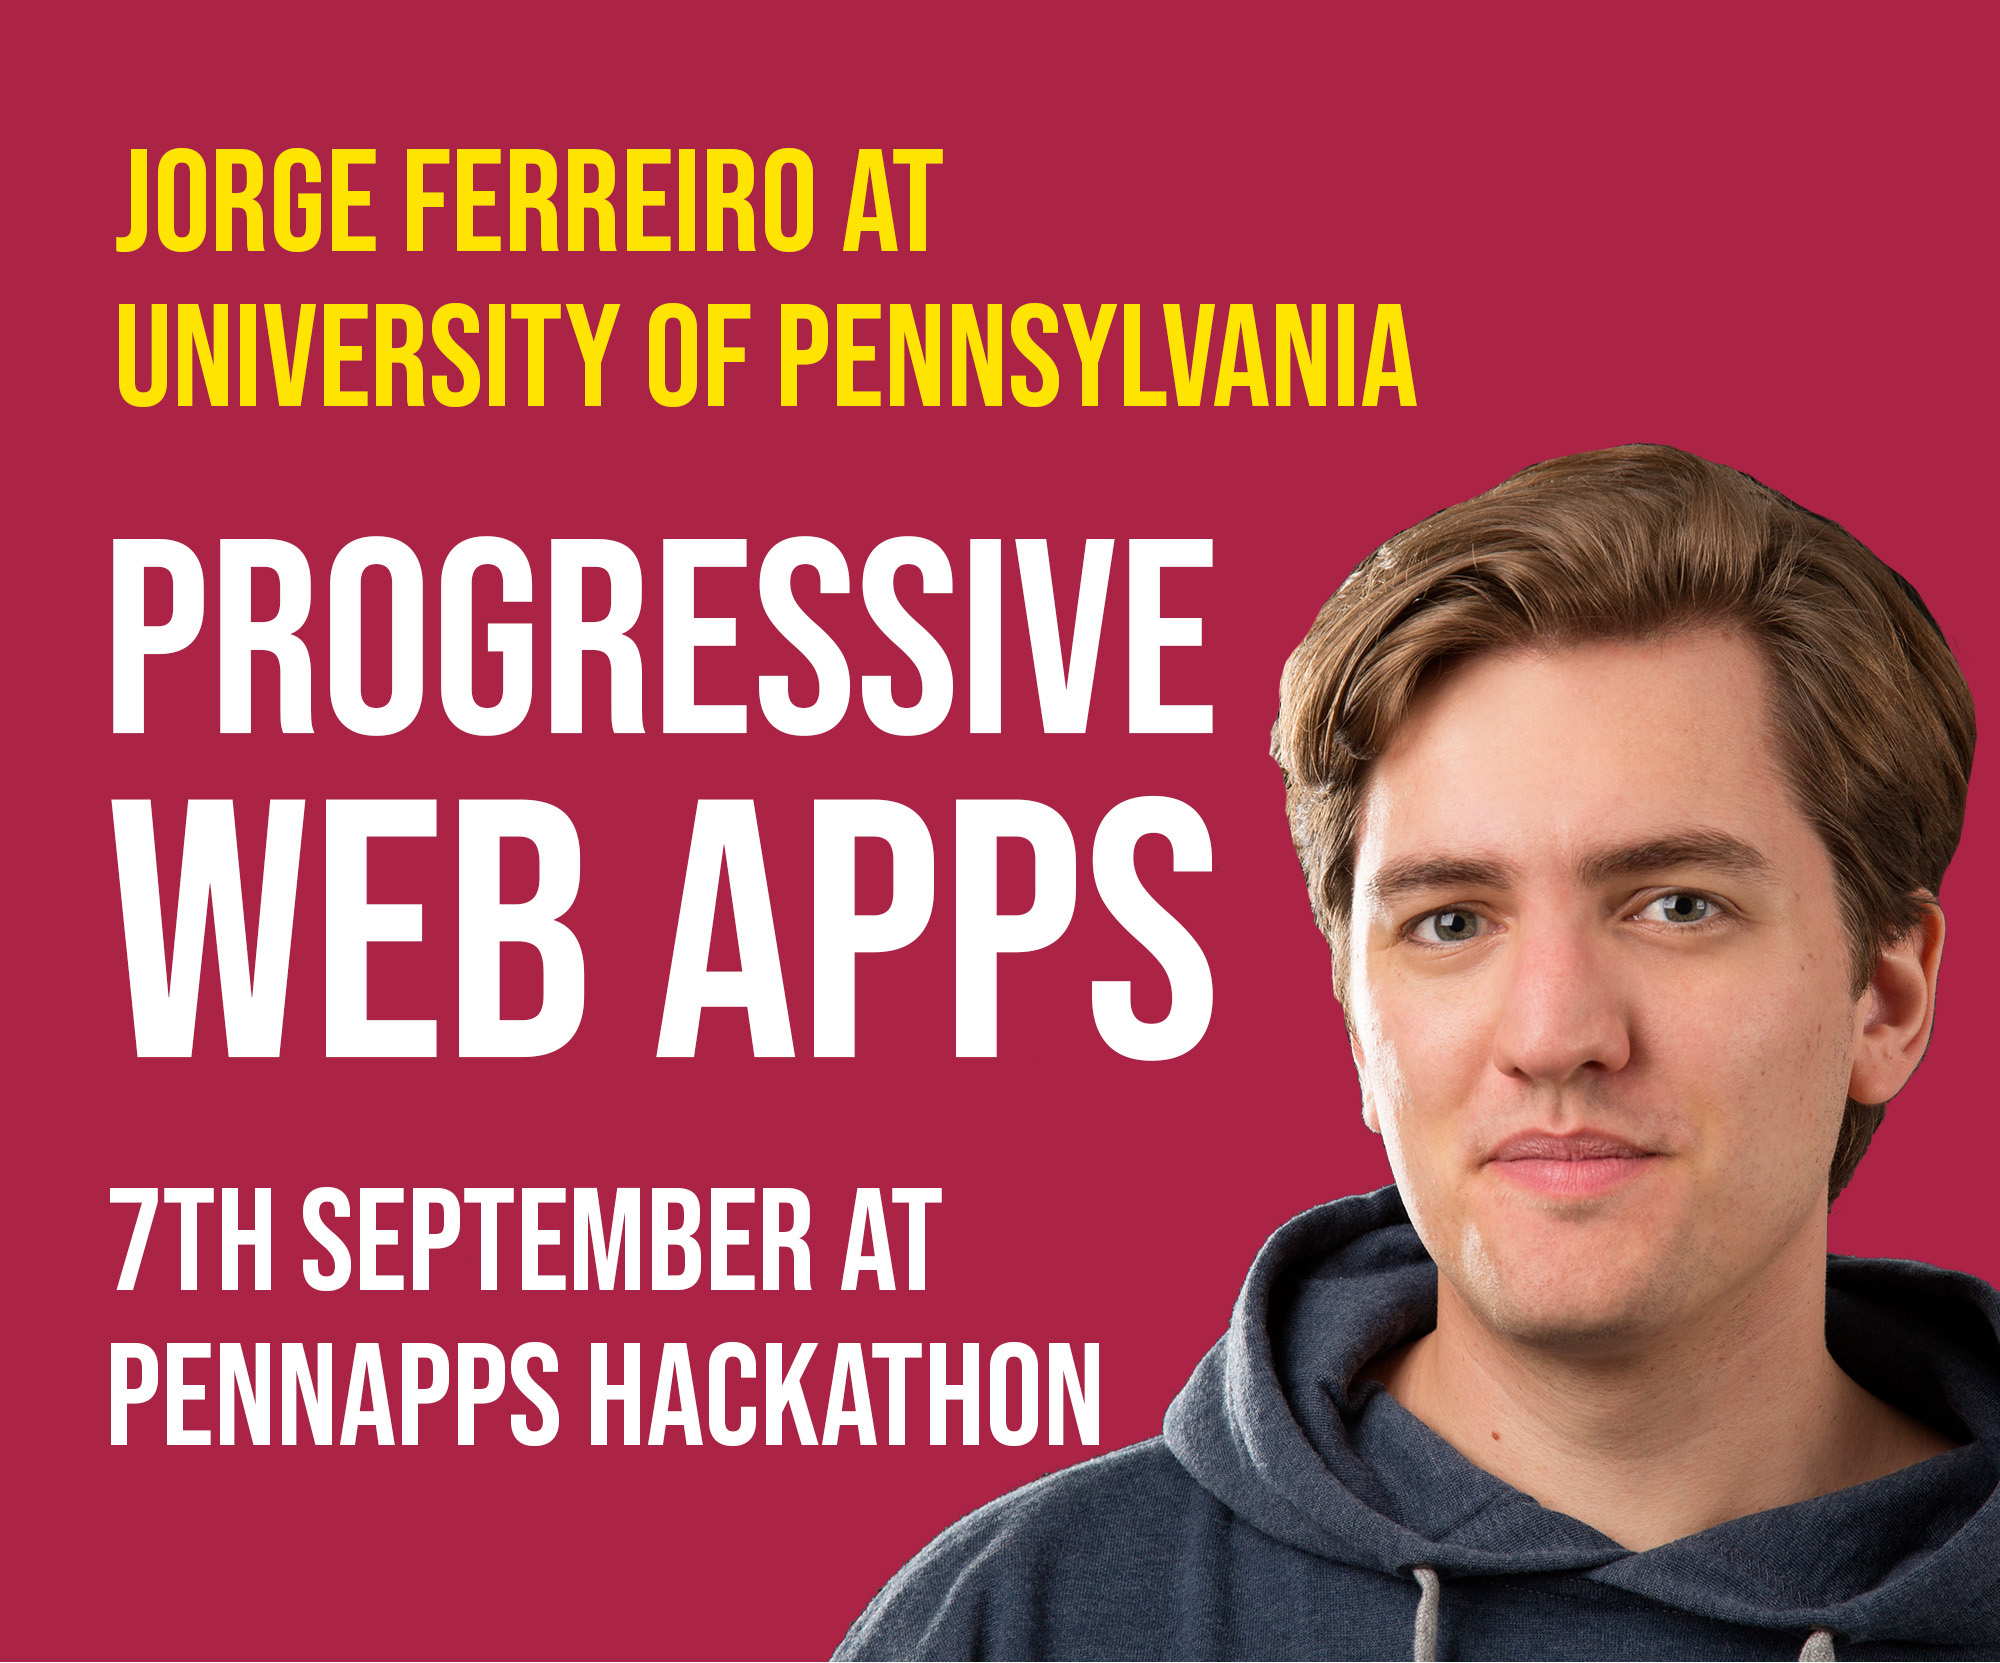 JORGE FERREIRO AT
UNIVERSITY OF PENNSYLVANIA
PROGRESSIVE
WEB APPS
7TH SEPTEMBER AT
PENNAPPS HACKATHON